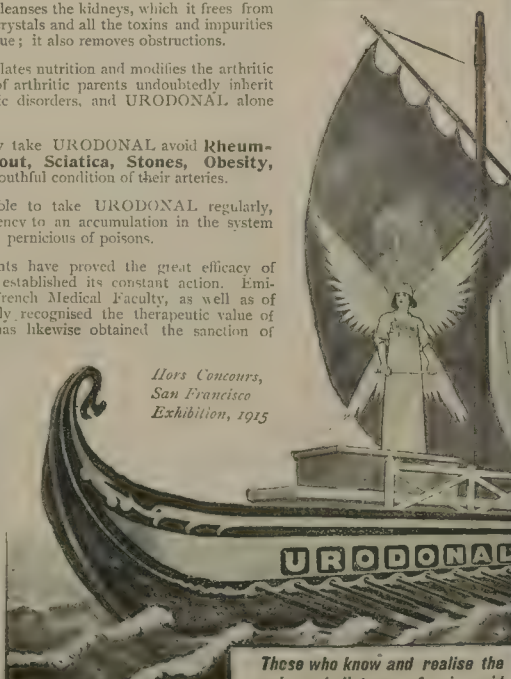 leanses the kidneys, which it frees from
rystals and all the toxins and impurities
ue; it also removes obstructions.
lates nutrition and modifies the arthritic
of arthritic parents undoubtedly inherit
ic disorders, and URODONAL alone
y take URODONAL avoid Rheum-
out, Sciatica, Stones, Obesity,
outhful condition of their arteries.
ble to take URODONAL regularly,
ency to an accumulation in the system
pernicious of poisons.
nts have proved the great efficacy of
established its constant action. Emi-
rench Medical Faculty, as well as of
ly recognised the therapeutic value of
has likewise obtained the sanction of
Hors Concours,
San Francisco
Exhibition, 1915
URODONAL
Those who know and realise the